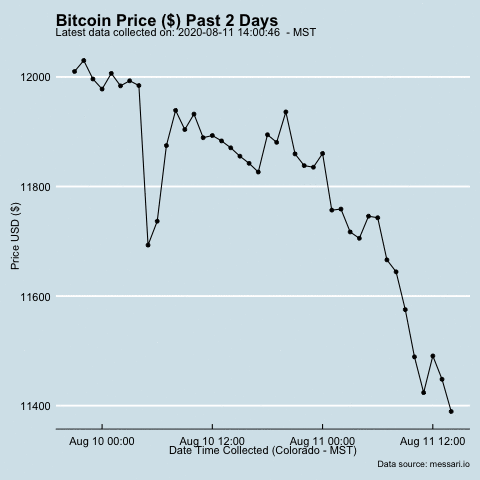 Bitcoin Price ($) Past 2 Days
Latest data collected on: 2020-08-11 14:00:46  - MST
12000
11800
11600
11400
Price USD ($)
Aug 10 00:00
Aug 10 12:00
Aug 11 00:00
Aug 11 12:00
Date Time Collected (Colorado - MST)
Data source: messari.io